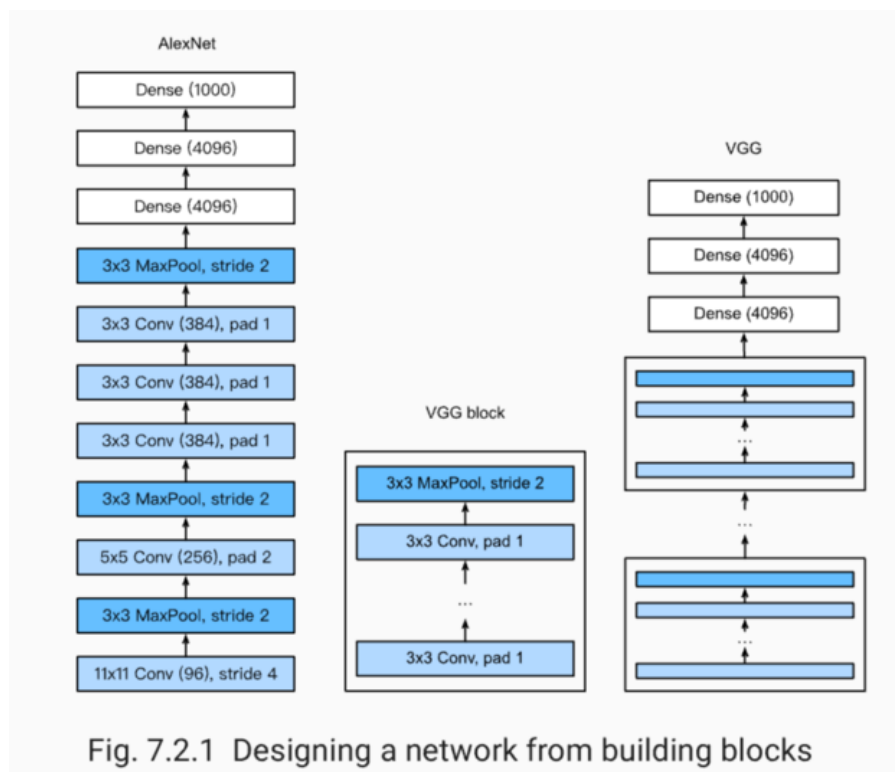 AlexNet
Dense (1000)
Dense (4096)
Dense (4096)
3x3 MaxPool, stride 2
3x3 Conv (384), pad 1
3x3 Conv (384), pad 1
3x3 Conv (384), pad 1
3x3 MaxPool, stride 2
5x5 Conv (256), pad 2
3x3 MaxPool, stride 2
11x11 Conv (96), stride 4
VGG block
3x3 MaxPool, stride 2
3x3 Conv, pad 1
...
3x3 Conv, pad 1
VGG
Dense (1000)
Dense (4096)
Dense (4096)
...
...
...
Fig. 7.2.1 Designing a network from building blocks